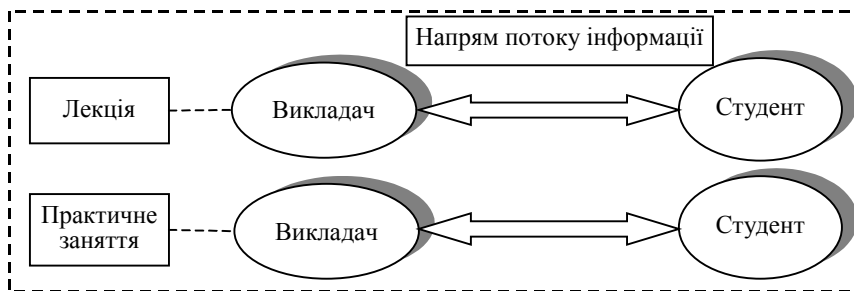 Напрям потоку інформації
Лекція
Викладач
Студент
Практичне
заняття
Викладач
Студент